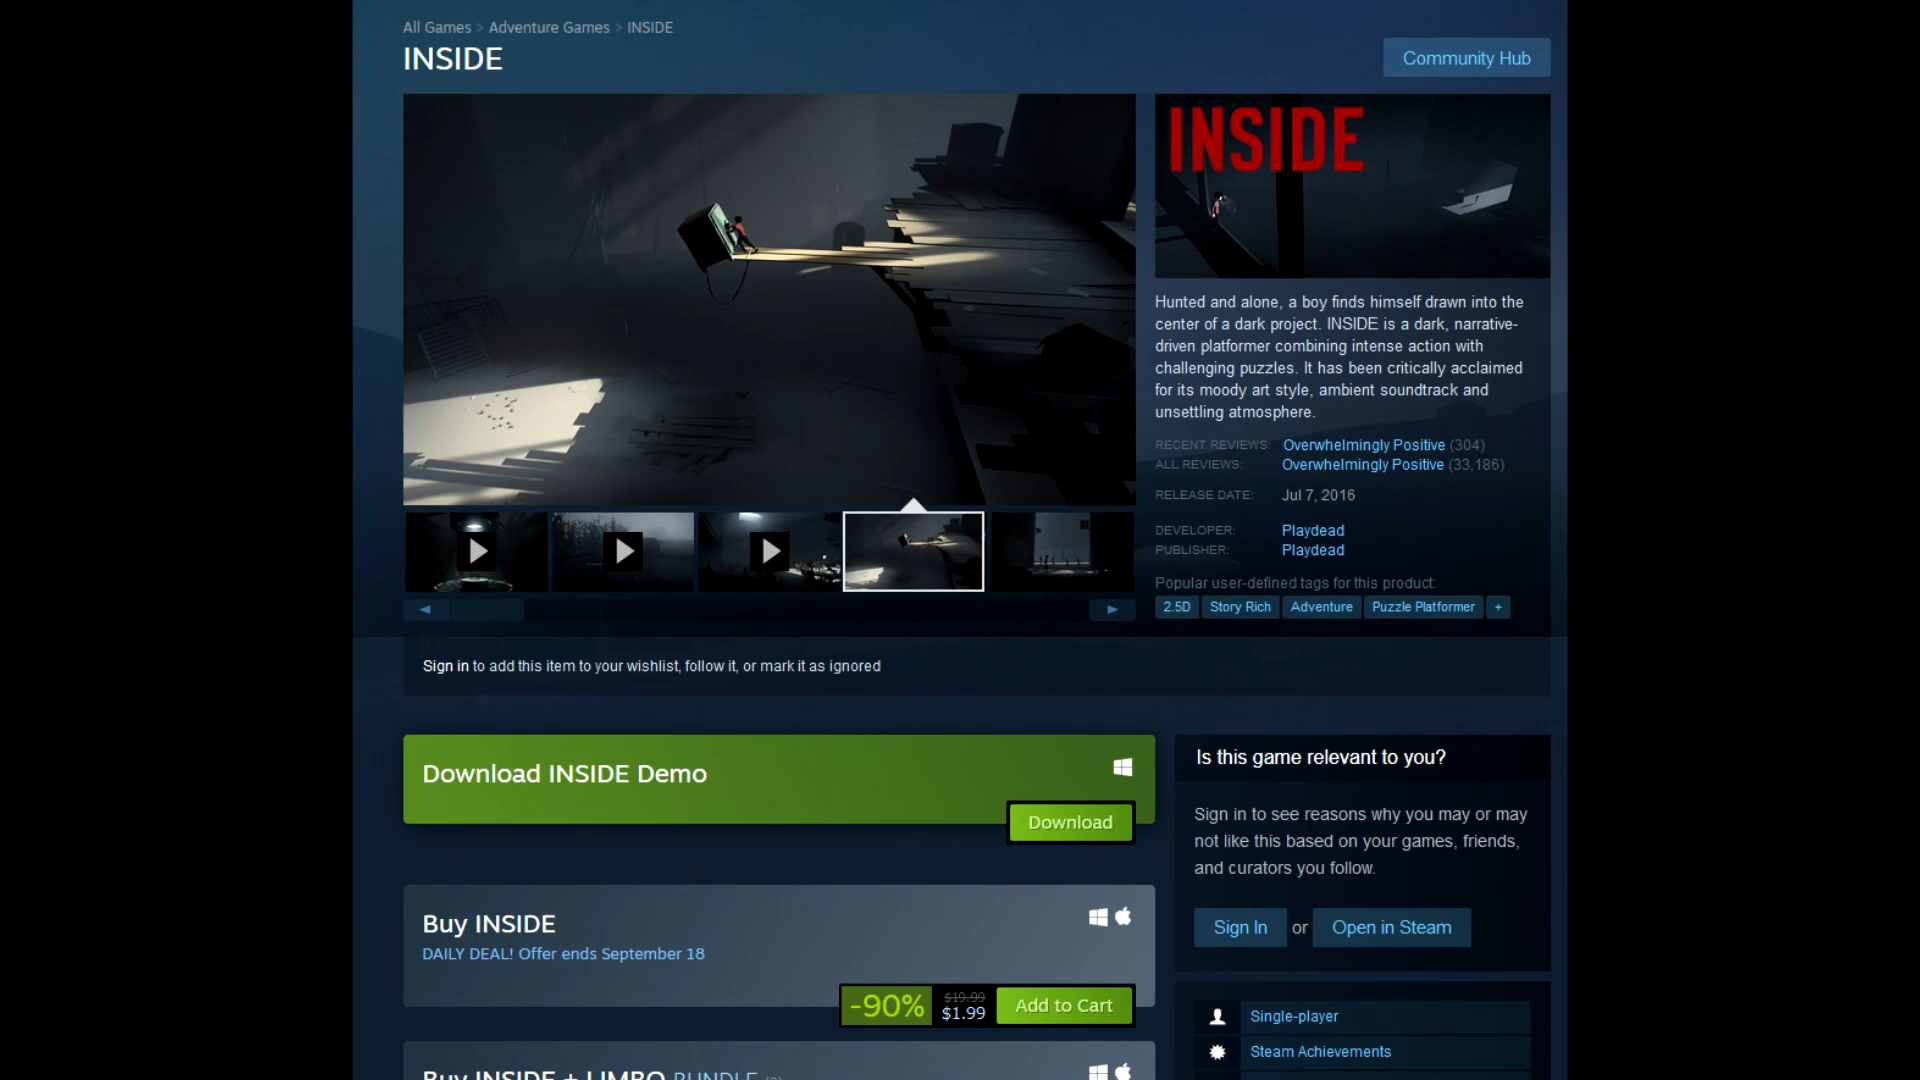 All Games > Adventure Games > INSIDE
INSIDE
Community Hub
INSIDE
Hunted and alone, a boy finds himself drawn into the
center of a dark project. INSIDE is a dark, narrative-
driven platformer combining intense action with
challenging puzzles. It has been critically acclaimed
for its moody art style, ambient soundtrack and
unsettling atmosphere.
RECENT REVIEWS: Overwhelmingly Positive (304)
ALL REVIEWS: Overwhelmingly Positive (33,186)
RELEASE DATE: Jul 7, 2016
DEVELOPER: Playdead
PUBLISHER: Playdead
Popular user-defined tags for this product:
2.5D Story Rich Adventure Puzzle Platformer +
Sign in to add this item to your wishlist, follow it, or mark it as ignored
Download INSIDE Demo
Download
Buy INSIDE
DAILY DEAL! Offer ends September 18
-90% $19.99 $1.99 Add to Cart
Buy INSIDE + LIMBO BUNDLE (?)
Is this game relevant to you?
Sign in to see reasons why you may or may
not like this based on your games, friends,
and curators you follow.
Sign In or Open in Steam
Single-player
Steam Achievements